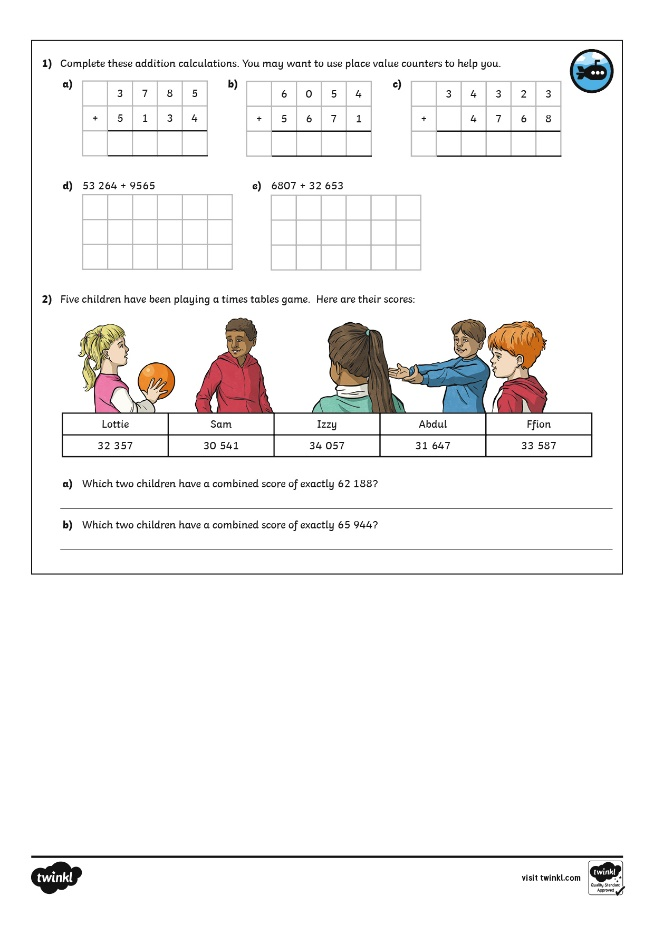 1) Complete these addition calculations. You may want to use place value counters to help you.
a) b) c)
3 7 8 5
+ 5 1 3 4
6 0 5 4
+ 5 6 7 1
3 4 3 2 3
+ 4 7 6 8
d) 53 264 + 9565
e) 6807 + 32 653
2) Five children have been playing a times tables game. Here are their scores:
Lottie Sam Izzy Abdul Ffion
32 357 30 541 34 057 31 647 33 587
a) Which two children have a combined score of exactly 62 188?
b) Which two children have a combined score of exactly 65 944?
twinkl
visit twinkl.com
twinkl
Quality Standard
Approved